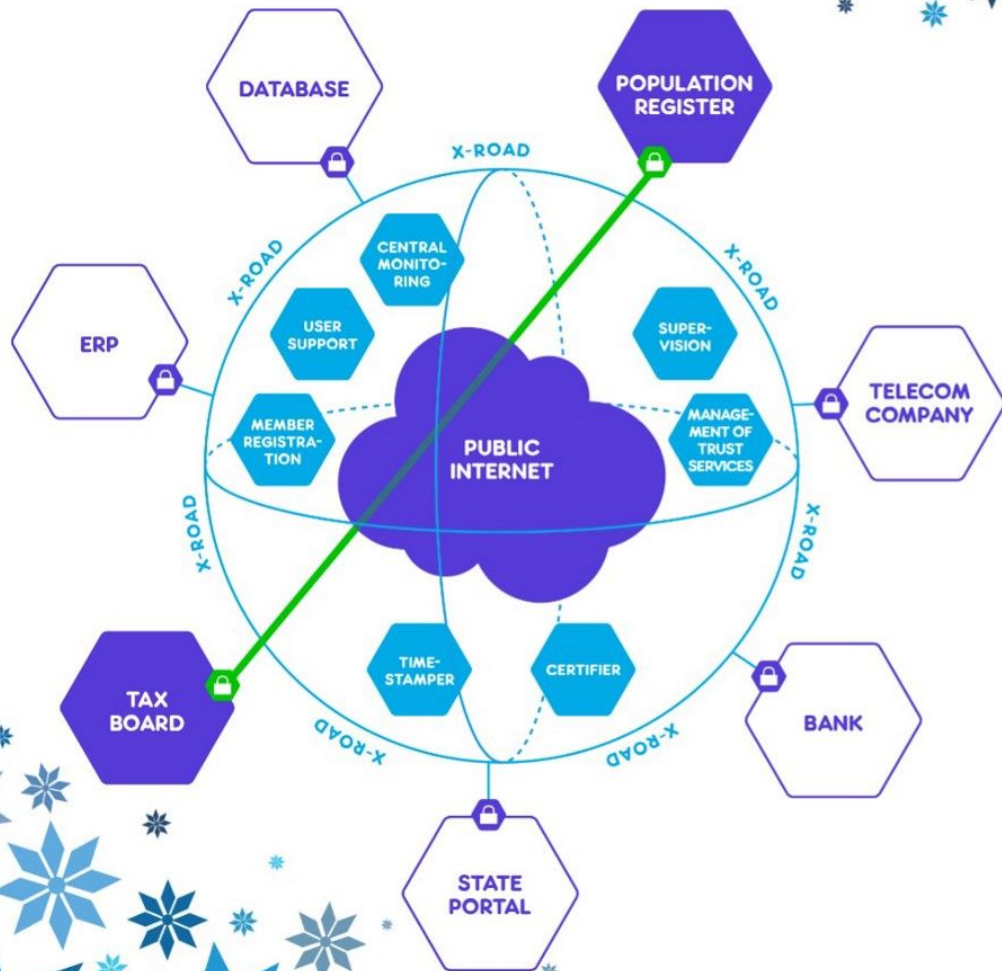 DATABASE
POPULATION
REGISTER
X-ROAD
X-ROAD
X-ROAD
CENTRAL
MONITO-
RING
USER
SUPPORT
SUPER-
VISION
ERP
TELECOM
COMPANY
MEMBER
REGISTRA-
TION
MANAGE-
MENT OF
TRUST
SERVICES
PUBLIC
INTERNET
X-ROAD
X-ROAD
TIME-
STAMPER
CERTIFIER
TAX
BOARD
BANK
X-ROAD
X-ROAD
STATE
PORTAL